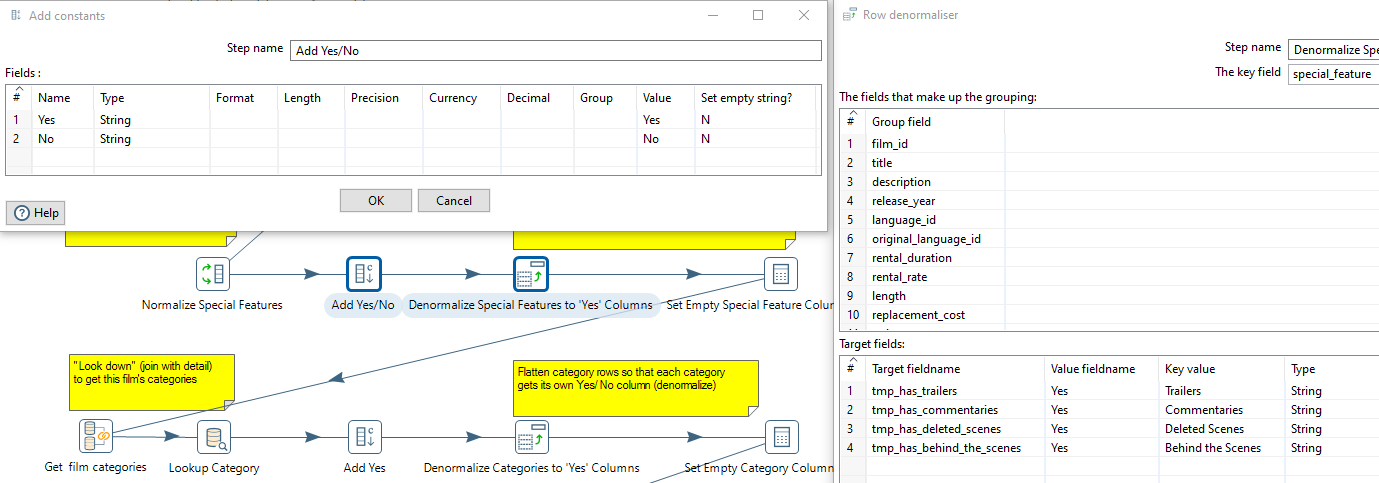 Add constants
Step name Add Yes/No
Fields :
# Name Type Format Length Precision Currency Decimal Group Value Set empty string?
1 Yes String Yes N
2 No String No N
OK Cancel
Help
Normalize Special Features Add Yes/No Denormalize Special Features to 'Yes' Columns Set Empty Special Feature Colum
"Look down" (join with detail)
to get this film's categories
Flatten category rows so that each category
gets its own Yes/ No column (denormalize)
Get film categories Lookup Category Add Yes Denormalize Categories to 'Yes' Columns Set Empty Category Column
Row denormaliser
Step name Denormalize Spe
The key field special_feature
The fields that make up the grouping:
# Group field
1 film_id
2 title
3 description
4 release_year
5 language_id
6 original_language_id
7 rental_duration
8 rental_rate
9 length
10 replacement_cost
Target fields:
# Target fieldname Value fieldname Key value Type
1 tmp_has_trailers Yes Trailers String
2 tmp_has_commentaries Yes Commentaries String
3 tmp_has_deleted_scenes Yes Deleted Scenes String
4 tmp_has_behind_the_scenes Yes Behind the Scenes String